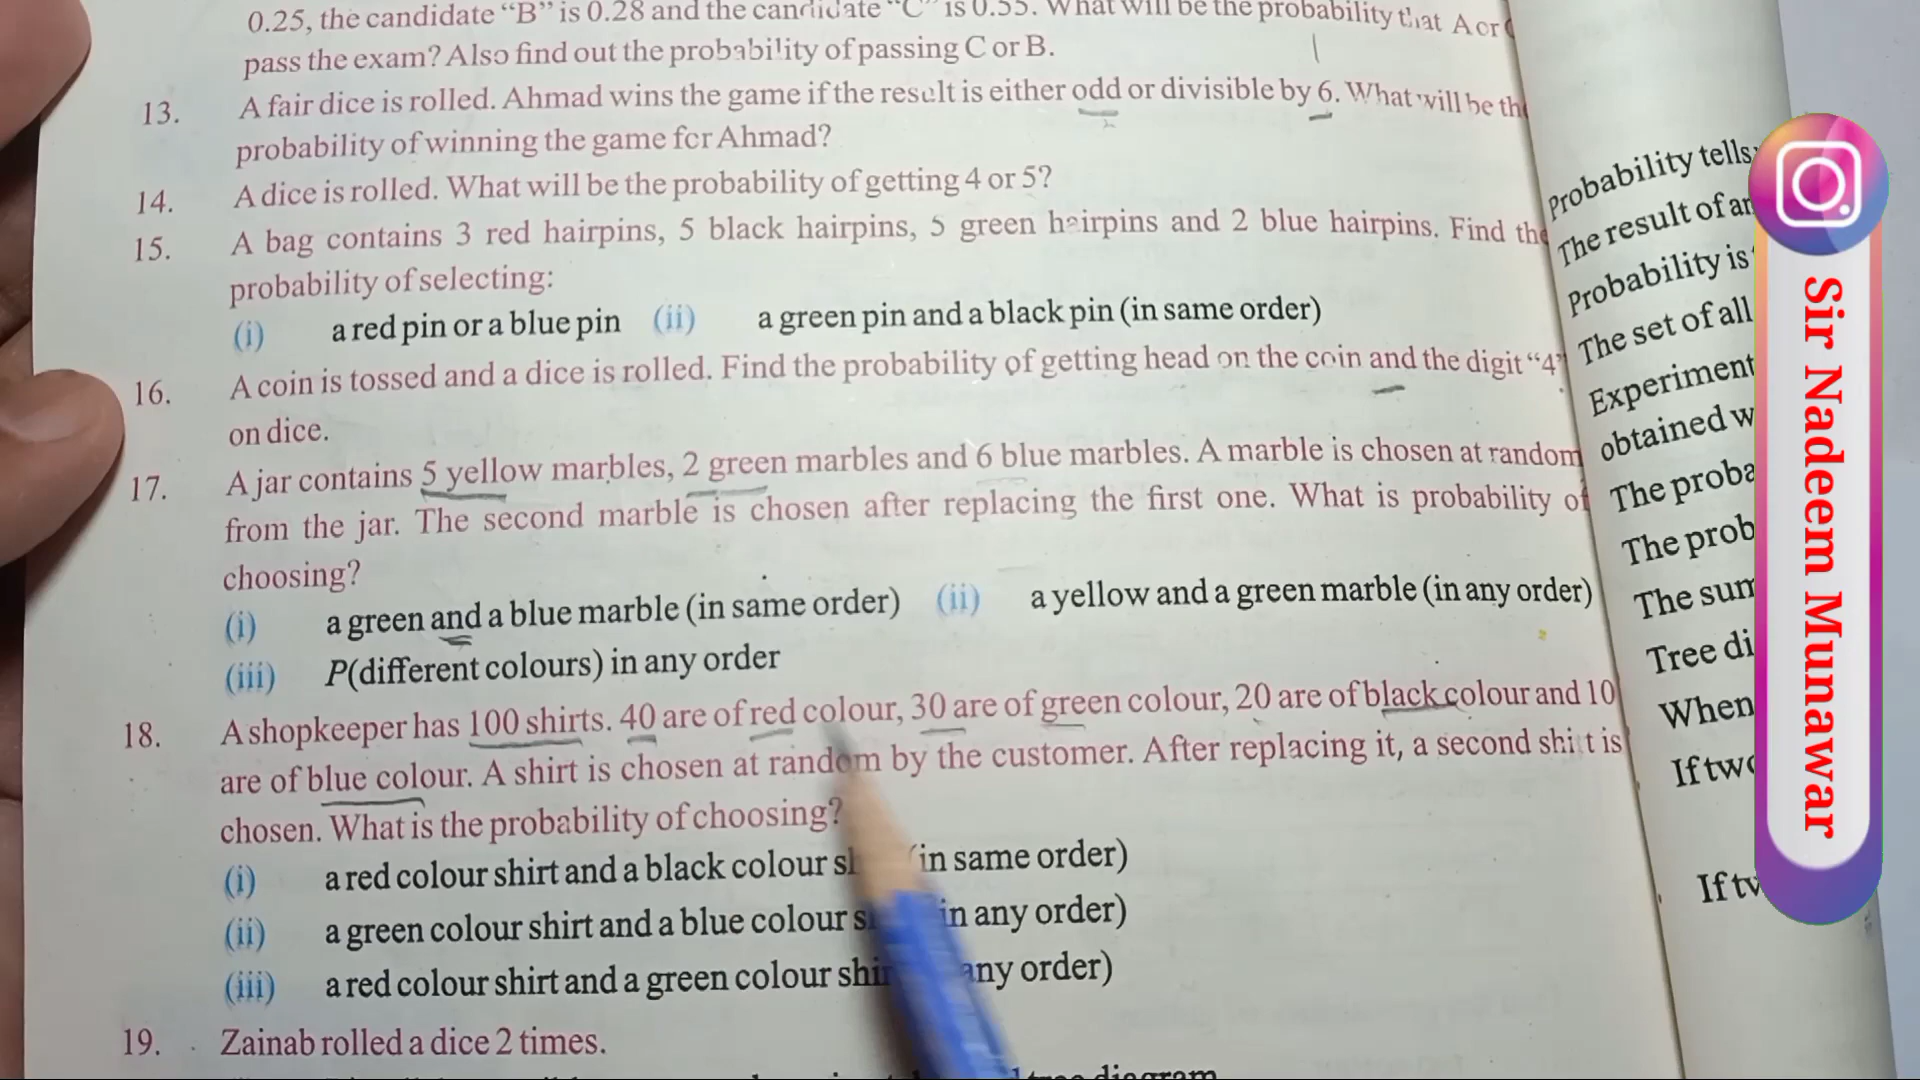 0.25, the candidate "B" is 0.28 and the candidate "C" is 0.55. What will be the probability that A or
pass the exam? Also find out the probability of passing C or B.
13. A fair dice is rolled. Ahmad wins the game if the result is either odd or divisible by 6. What will be the
probability of winning the game for Ahmad?
14. A dice is rolled. What will be the probability of getting 4 or 5?
15. A bag contains 3 red hairpins, 5 black hairpins, 5 green hairpins and 2 blue hairpins. Find the
probability of selecting:
(i) a red pin or a blue pin (ii) a green pin and a black pin (in same order)
16. A coin is tossed and a dice is rolled. Find the probability of getting head on the coin and the digit "4"
on dice.
17. A jar contains 5 yellow marbles, 2 green marbles and 6 blue marbles. A marble is chosen at random
from the jar. The second marble is chosen after replacing the first one. What is probability of
choosing?
(i) a green and a blue marble (in same order) (ii) a yellow and a green marble (in any order)
(iii) P(different colours) in any order
18. A shopkeeper has 100 shirts. 40 are of red colour, 30 are of green colour, 20 are of black colour and 10
are of blue colour. A shirt is chosen at random by the customer. After replacing it, a second shirt is
chosen. What is the probability of choosing?
(i) a red colour shirt and a black colour (in same order)
(ii) a green colour shirt and a blue colour in any order)
(iii) a red colour shirt and a green colour any order)
19. Zainab rolled a dice 2 times.
diagram
Probability tells
The result of
Probability is
The set of all
Experiment
obtained
The
The
The
Tree
When
If
If
Sir Nadeem Munawar